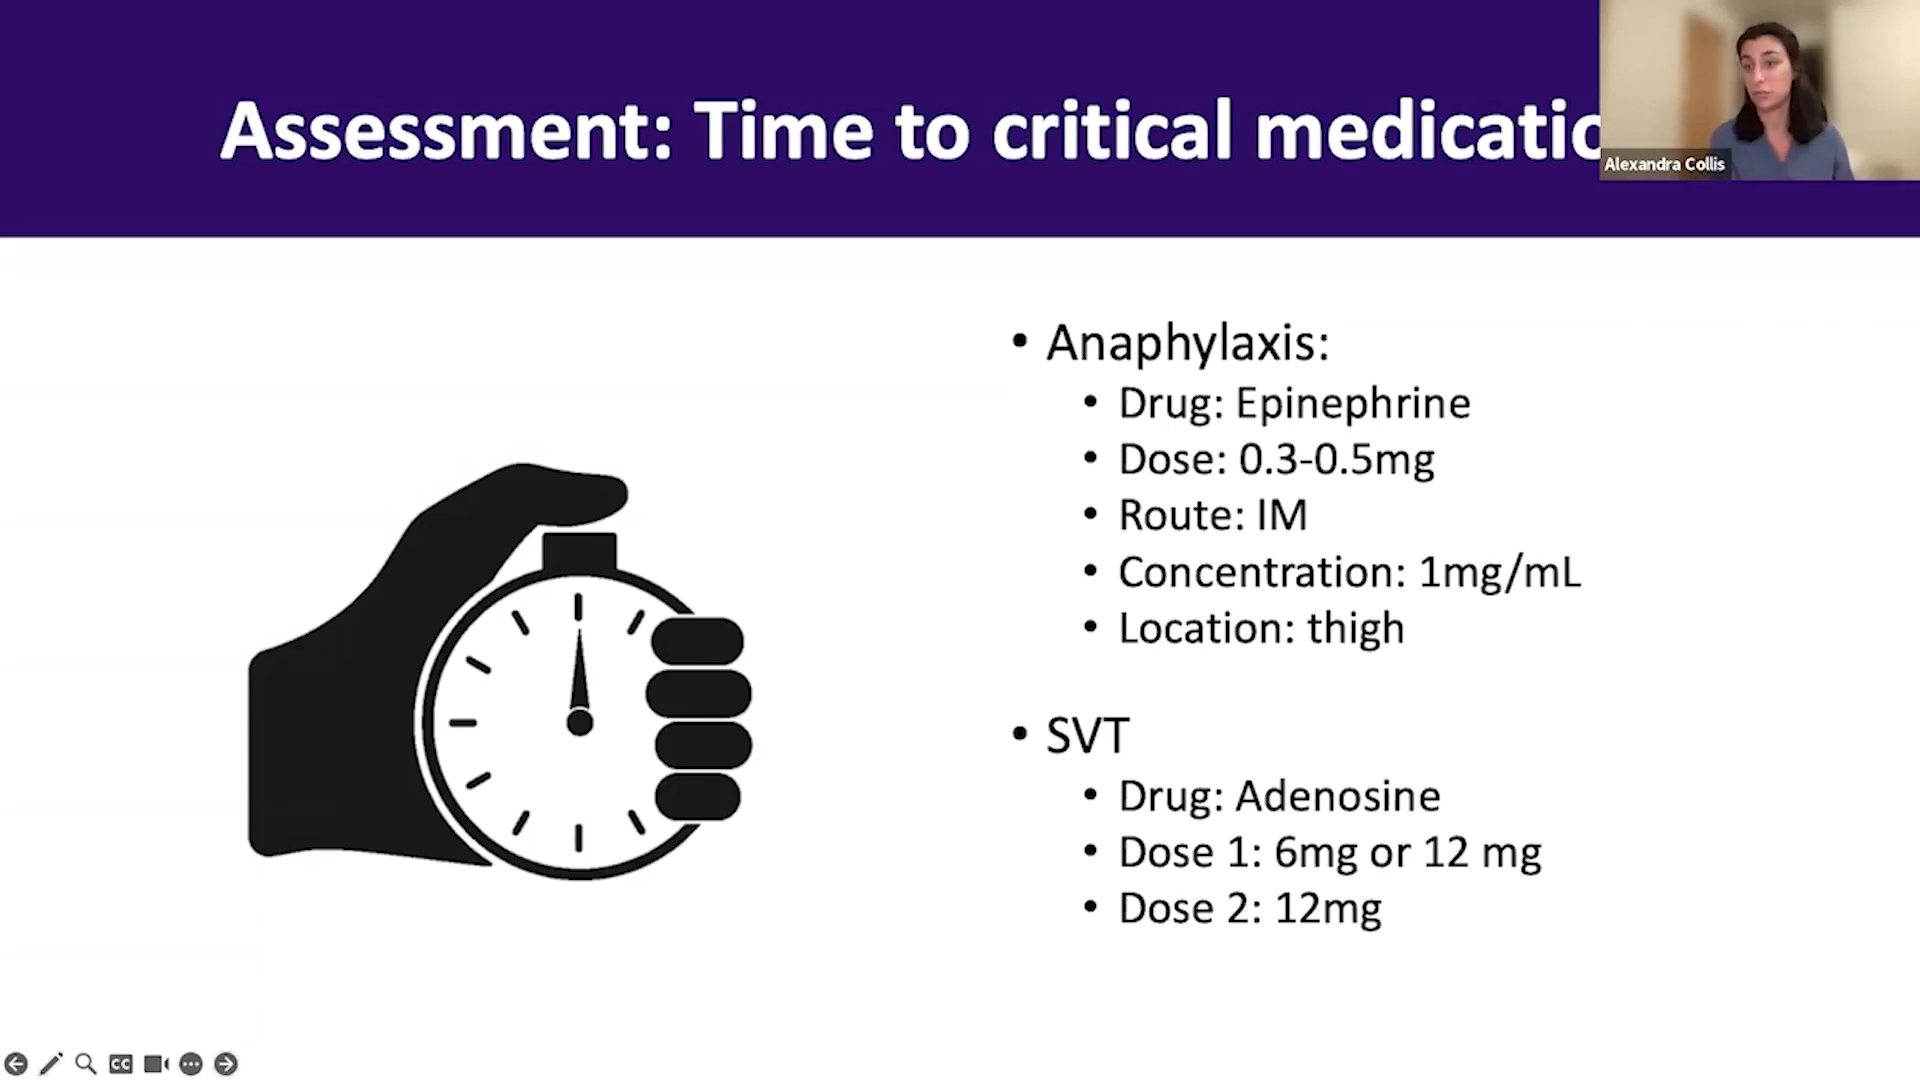 Assessment: Time to critical
Alexandra Collis
• Anaphylaxis:
• Drug: Epinephrine
• Dose: 0.3-0.5mg
• Route: IM
• Concentration: 1mg/mL
• Location: thigh
• SVT
• Drug: Adenosine
• Dose 1: 6mg or 12 mg
• Dose 2: 12mg
CC